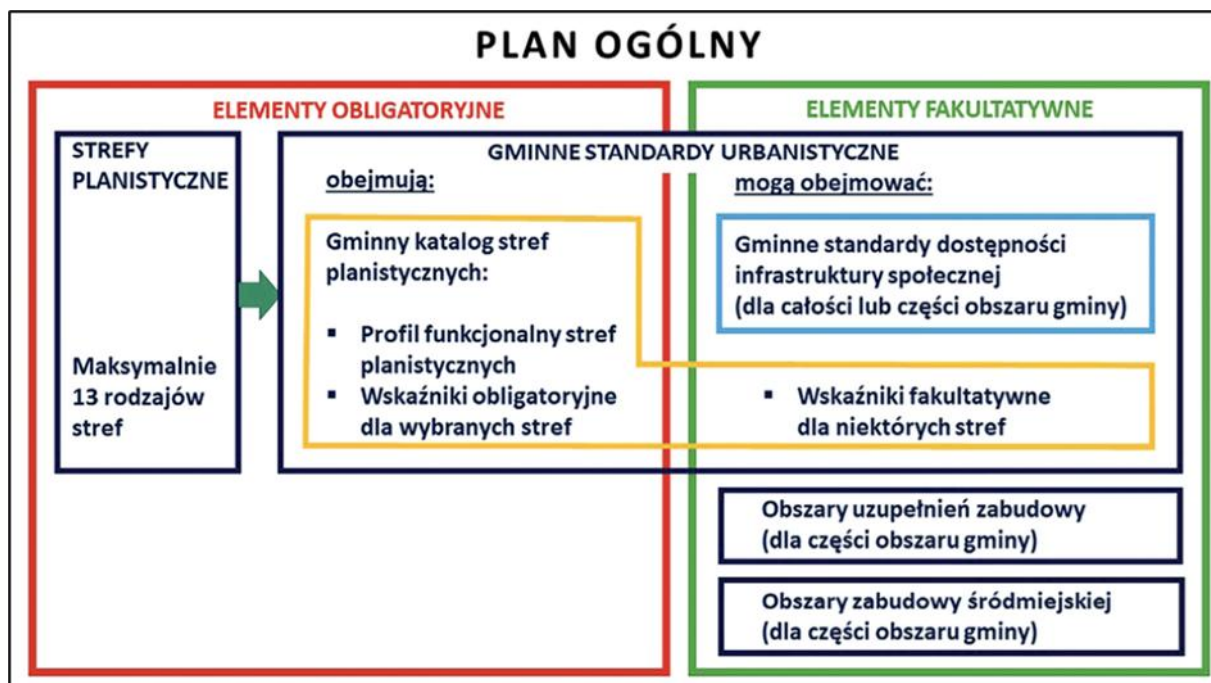 PLAN OGÓLNY
ELEMENTY OBLIGATORYJNE
STREFY
PLANISTYCZNE
Maksymalnie
13 rodzajów
stref
GMINNE STANDARDY URBANISTYCZNE
obejmują:
Gminny katalog stref
planistycznych:
▪ Profil funkcjonalny stref
planistycznych
▪ Wskaźniki obligatoryjne
dla wybranych stref
ELEMENTY FAKULTATYWNE
mogą obejmować:
Gminne standardy dostępności
infrastruktury społecznej
(dla całości lub części obszaru gminy)
▪ Wskaźniki fakultatywne
dla niektórych stref
Obszary uzupełnień zabudowy
(dla części obszaru gminy)
Obszary zabudowy śródmiejskiej
(dla części obszaru gminy)